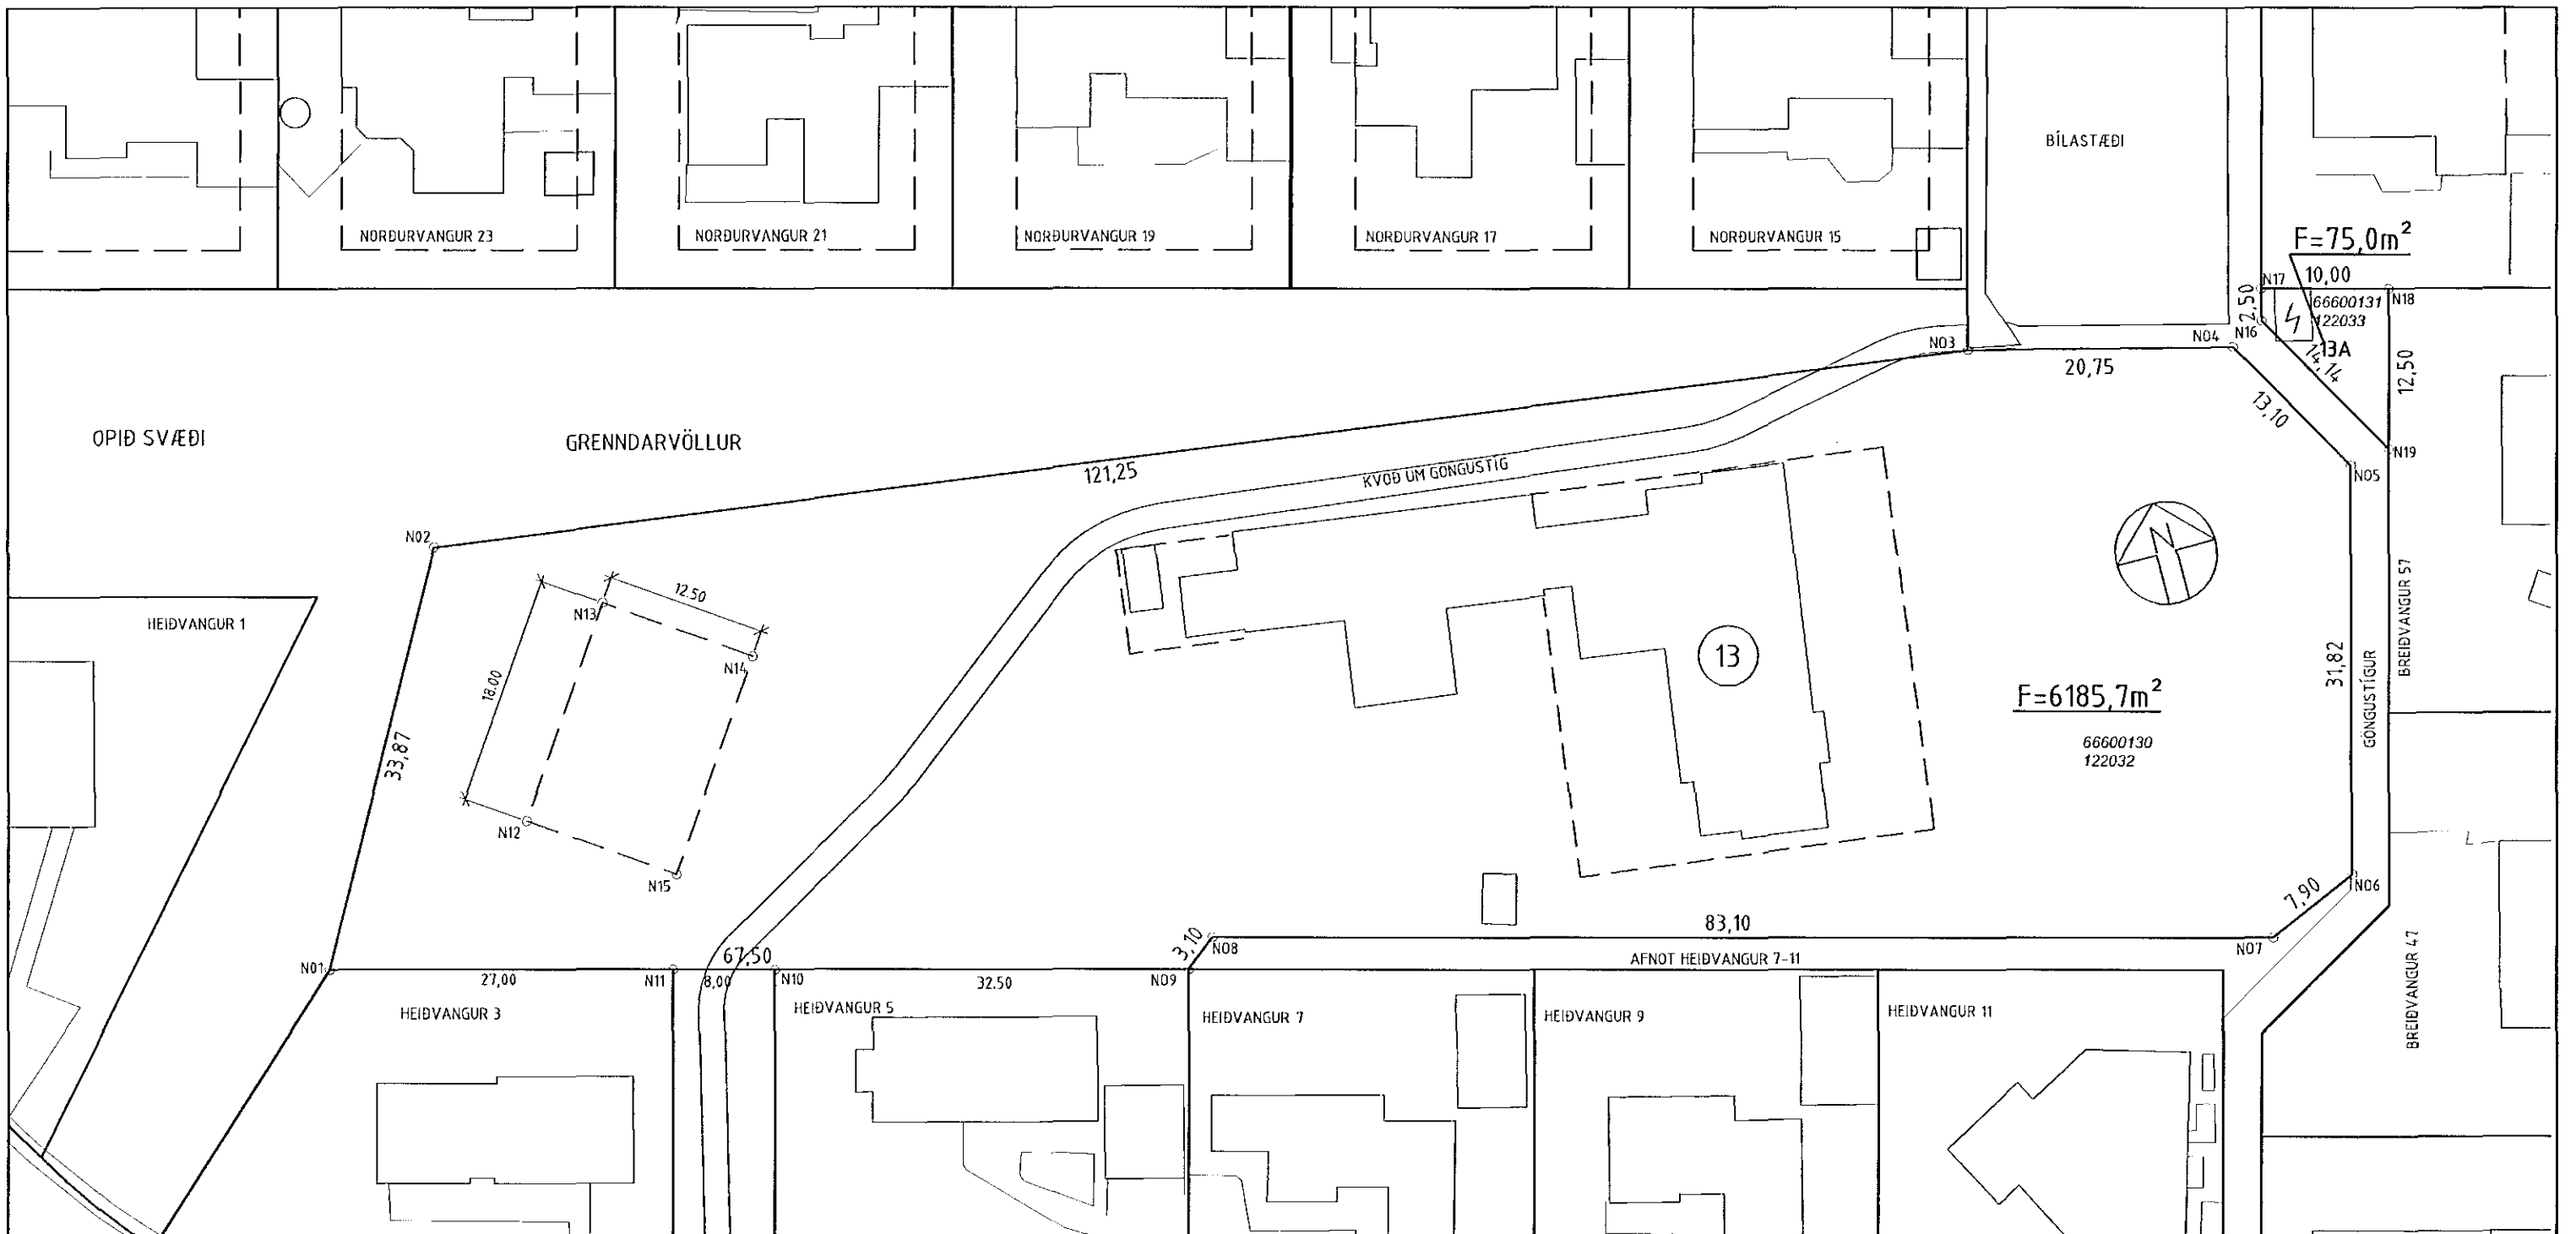 BÍLASTÆÐI
NORÐURVANGUR 23
NORÐURVANGUR 21
NORÐURVANGUR 19
NORÐURVANGUR 17
NORÐURVANGUR 15
F=75,0m²
N17
10,00
2,50
66600131
122033
N18
N03
N04
N16
13A
14,14
12,50
20,75
13,10
OPIÐ SVÆÐI
GRENNDARVÖLLUR
121,25
KVÖÐ UM GÖNGUSTÍG
N19
N05
N02
N
12.50
N13
HEIÐVANGUR 1
BREIÐVANGUR 57
N14
13
18.00
31,82
GÖNGUSTÍGUR
F=6185,7m²
66600130
122032
33,87
N12
N15
N06
7,90
83,10
3,10
N08
N07
67,50
AFNOT HEIÐVANGUR 7-11
BREIÐVANGUR 47
N01
27,00
N11
8,00
N10
32.50
N09
HEIÐVANGUR 3
HEIÐVANGUR 5
HEIÐVANGUR 7
HEIÐVANGUR 9
HEIÐVANGUR 11